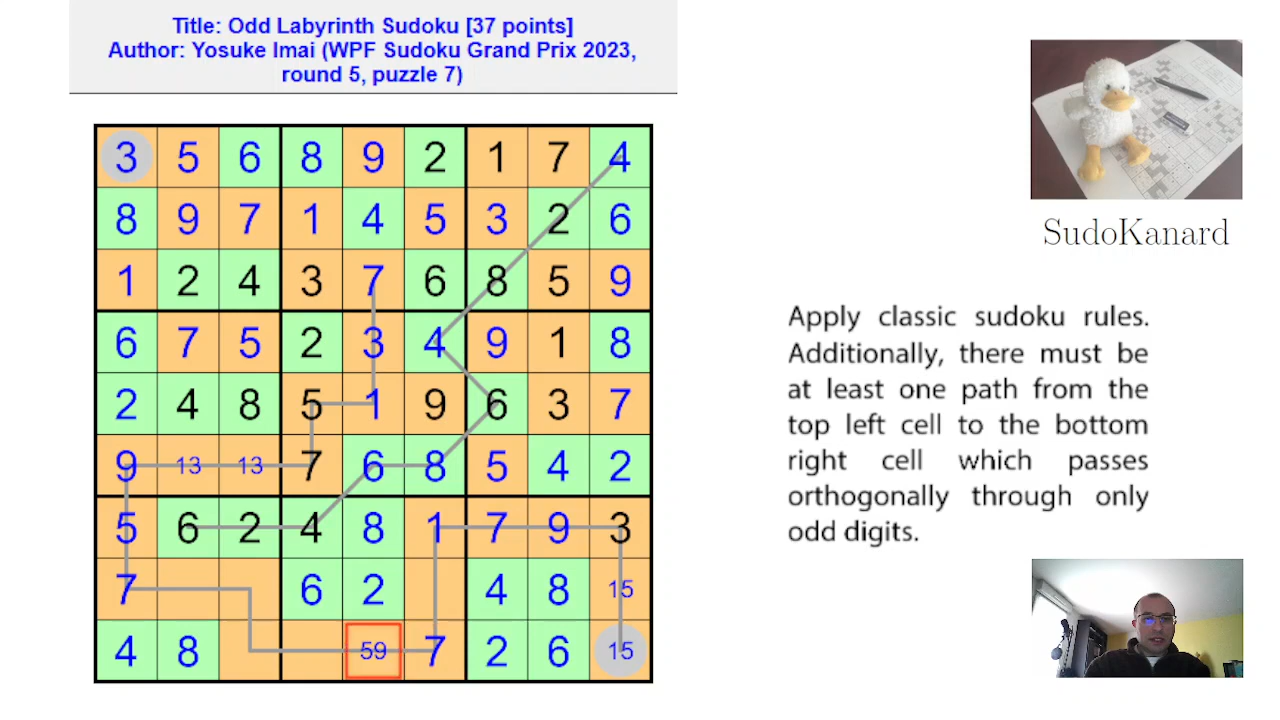 Title: Odd Labyrinth Sudoku [37 points]
Author: Yosuke Imai (WPF Sudoku Grand Prix 2023,
round 5, puzzle 7)
3 5 6 8 9 2 1 7 4
8 9 7 1 4 5 3 2 6
1 2 4 3 7 6 8 5 9
6 7 5 2 3 4 9 1 8
2 4 8 5 1 9 6 3 7
9 13 13 7 6 8 5 4 2
5 6 2 4 8 1 7 9 3
7 6 2 4 8 15
4 8 59 7 2 6 15
SudoKanard
Apply classic sudoku rules.
Additionally, there must be
at least one path from the
top left cell to the bottom
right cell which passes
orthogonally through only
odd digits.